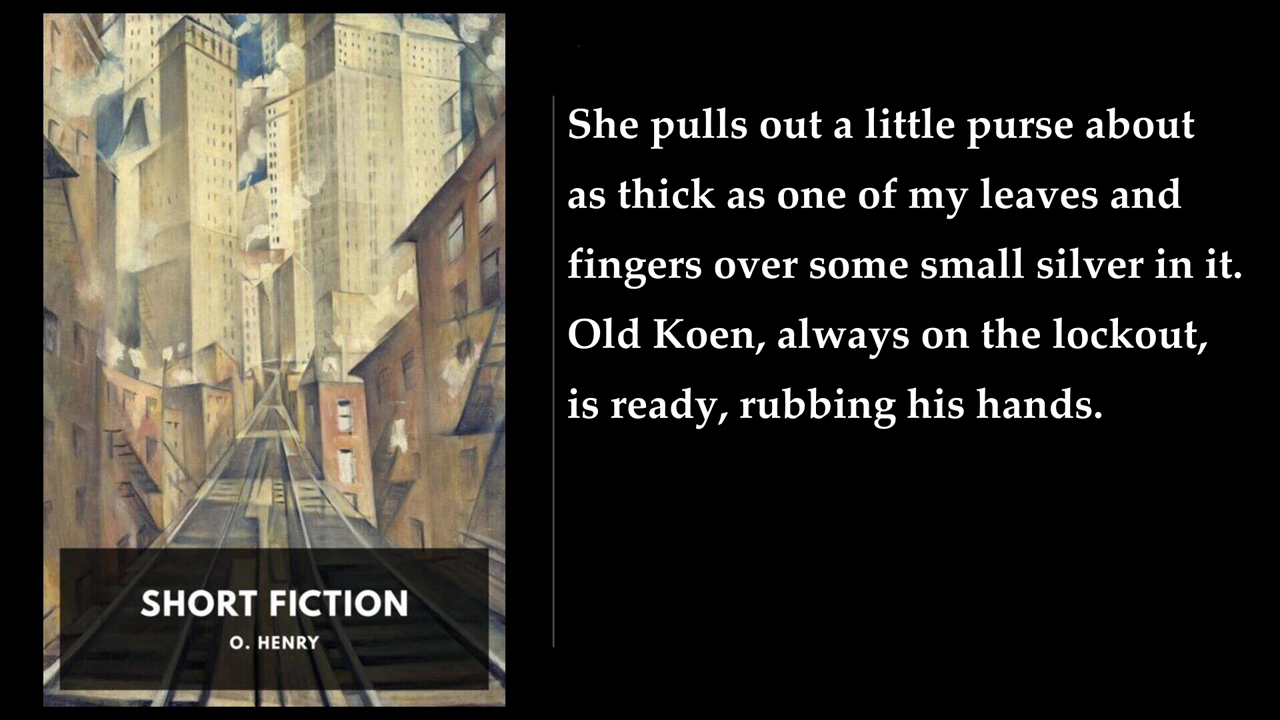 She pulls out a little purse about
as thick as one of my leaves and
fingers over some small silver in it.
Old Koen, always on the lockout,
is ready, rubbing his hands.
SHORT FICTION
O. HENRY